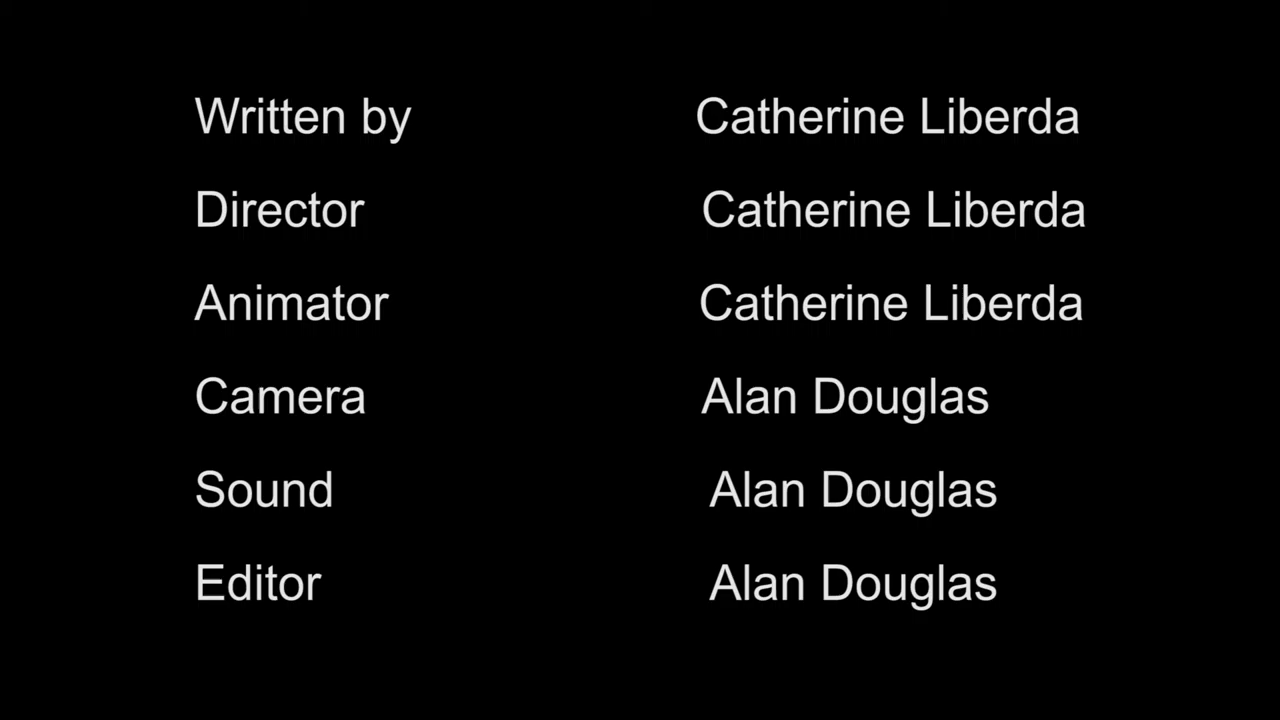 Written by Catherine Liberda
Director Catherine Liberda
Animator Catherine Liberda
Camera Alan Douglas
Sound Alan Douglas
Editor Alan Douglas